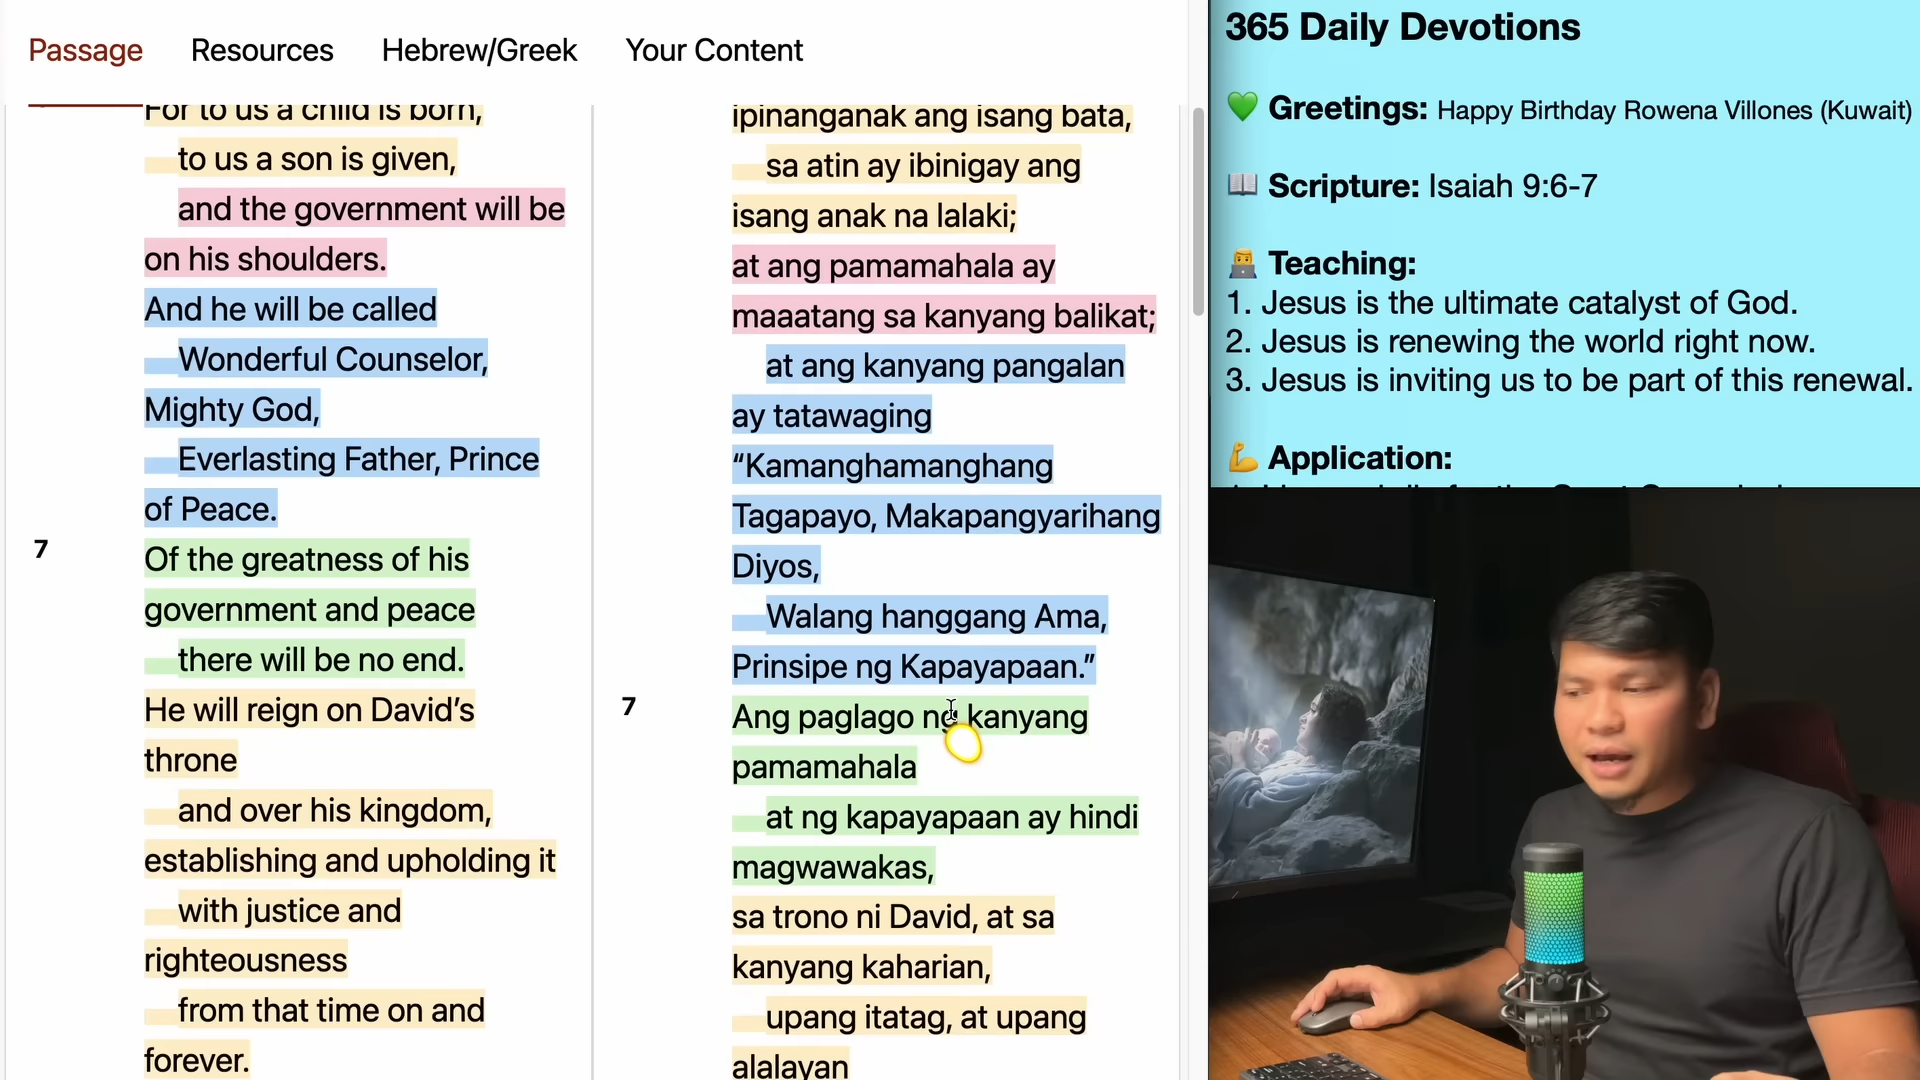 Passage Resources Hebrew/Greek Your Content
For to us a child is born,
to us a son is given,
and the government will be
on his shoulders.
And he will be called
Wonderful Counselor,
Mighty God,
Everlasting Father, Prince
of Peace.
7 Of the greatness of his
government and peace
there will be no end.
He will reign on David’s
throne
and over his kingdom,
establishing and upholding it
with justice and
righteousness
from that time on and
forever.
ipinanganak ang isang bata,
sa atin ay ibinigay ang
isang anak na lalaki;
at ang pamamahala ay
maaatang sa kanyang balikat;
at ang kanyang pangalan
ay tatawaging
“Kamanghamanghang
Tagapayo, Makapangyarihang
Diyos,
Walang hanggang Ama,
Prinsipe ng Kapayapaan.”
7 Ang paglago ng kanyang
pamamahala
at ng kapayapaan ay hindi
magwawakas,
sa trono ni David, at sa
kanyang kaharian,
upang itatag, at upang
alalayan
365 Daily Devotions
💚 Greetings: Happy Birthday Rowena Villones (Kuwait)
📖 Scripture: Isaiah 9:6-7
👨‍💻 Teaching:
1. Jesus is the ultimate catalyst of God.
2. Jesus is renewing the world right now.
3. Jesus is inviting us to be part of this renewal.
💪 Application: